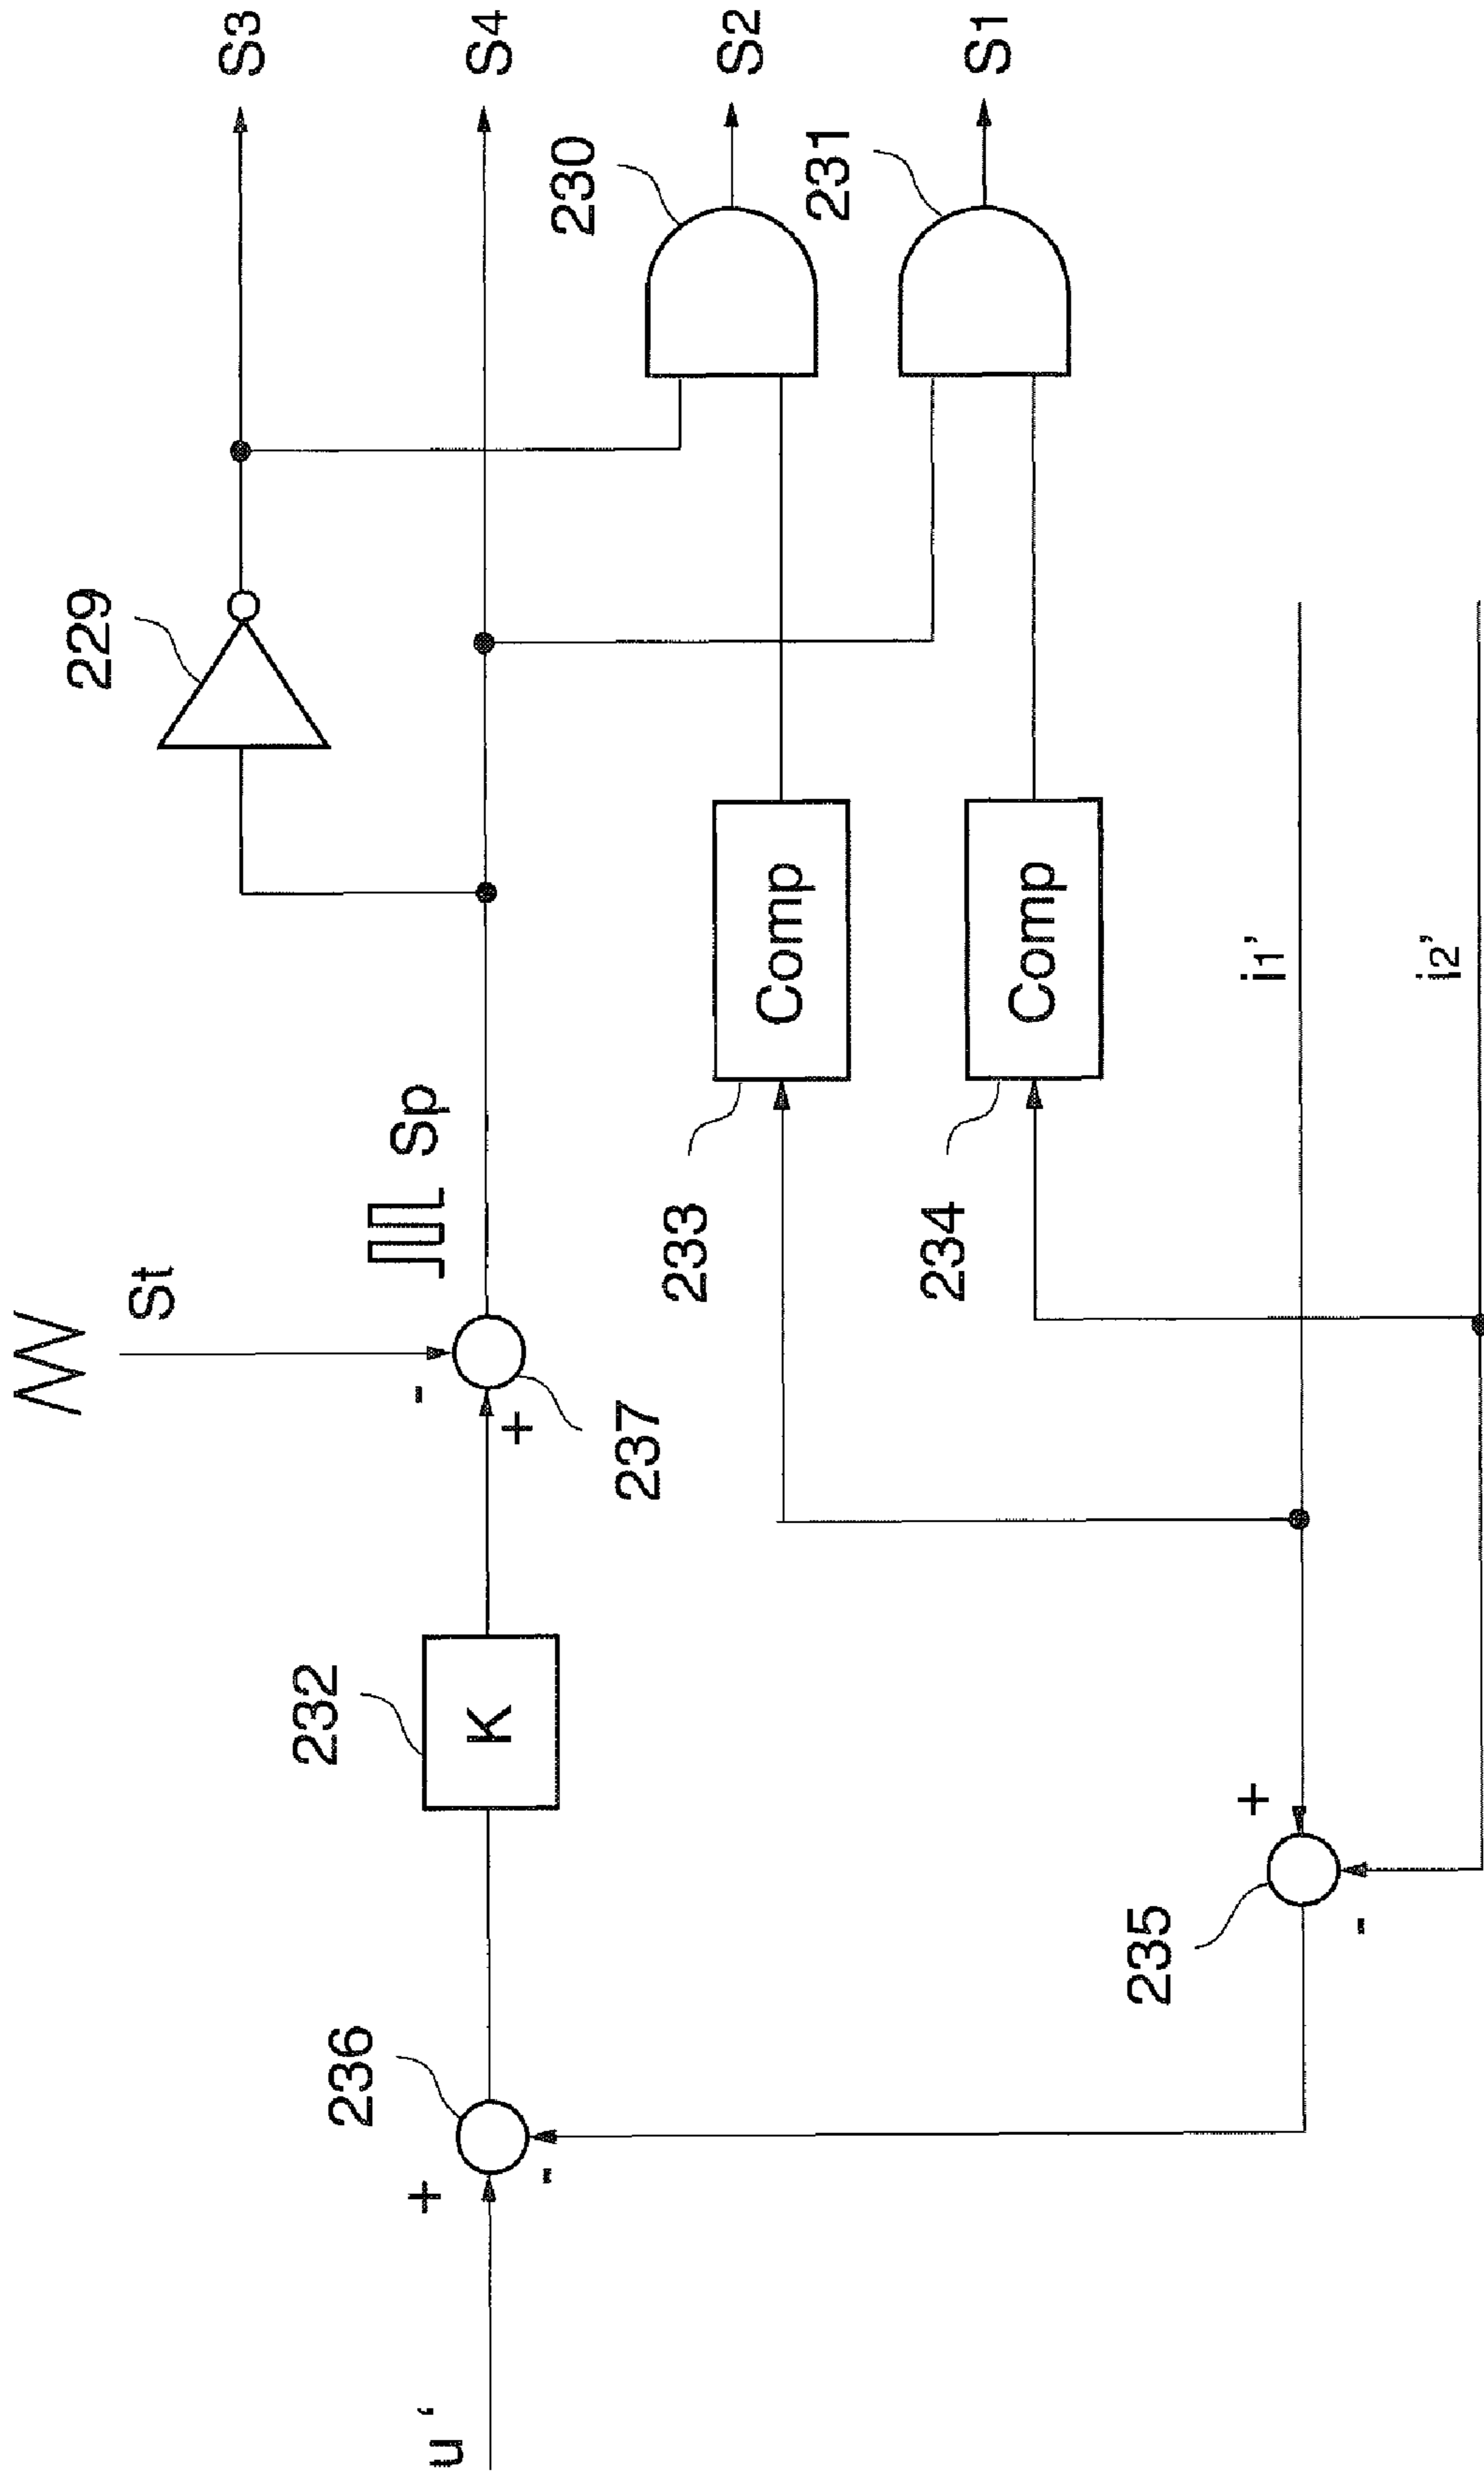 S3
S4
S2
S1
229
230
231
St
Sp
Comp
Comp
233
234
237
232
K
236
235
+
-
+
-
+
-
u‘
i1’
i2’